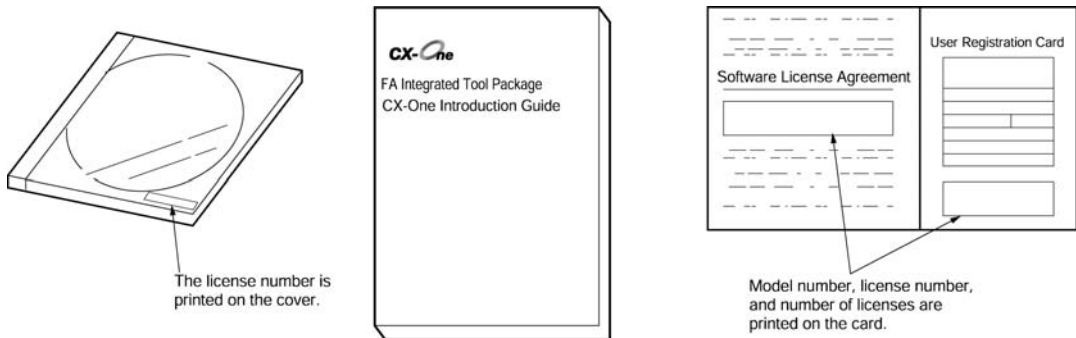 CX-One
FA Integrated Tool Package
CX-One Introduction Guide
The license number is
printed on the cover.
Software License Agreement
User Registration Card
Model number, license number,
and number of licenses are
printed on the card.